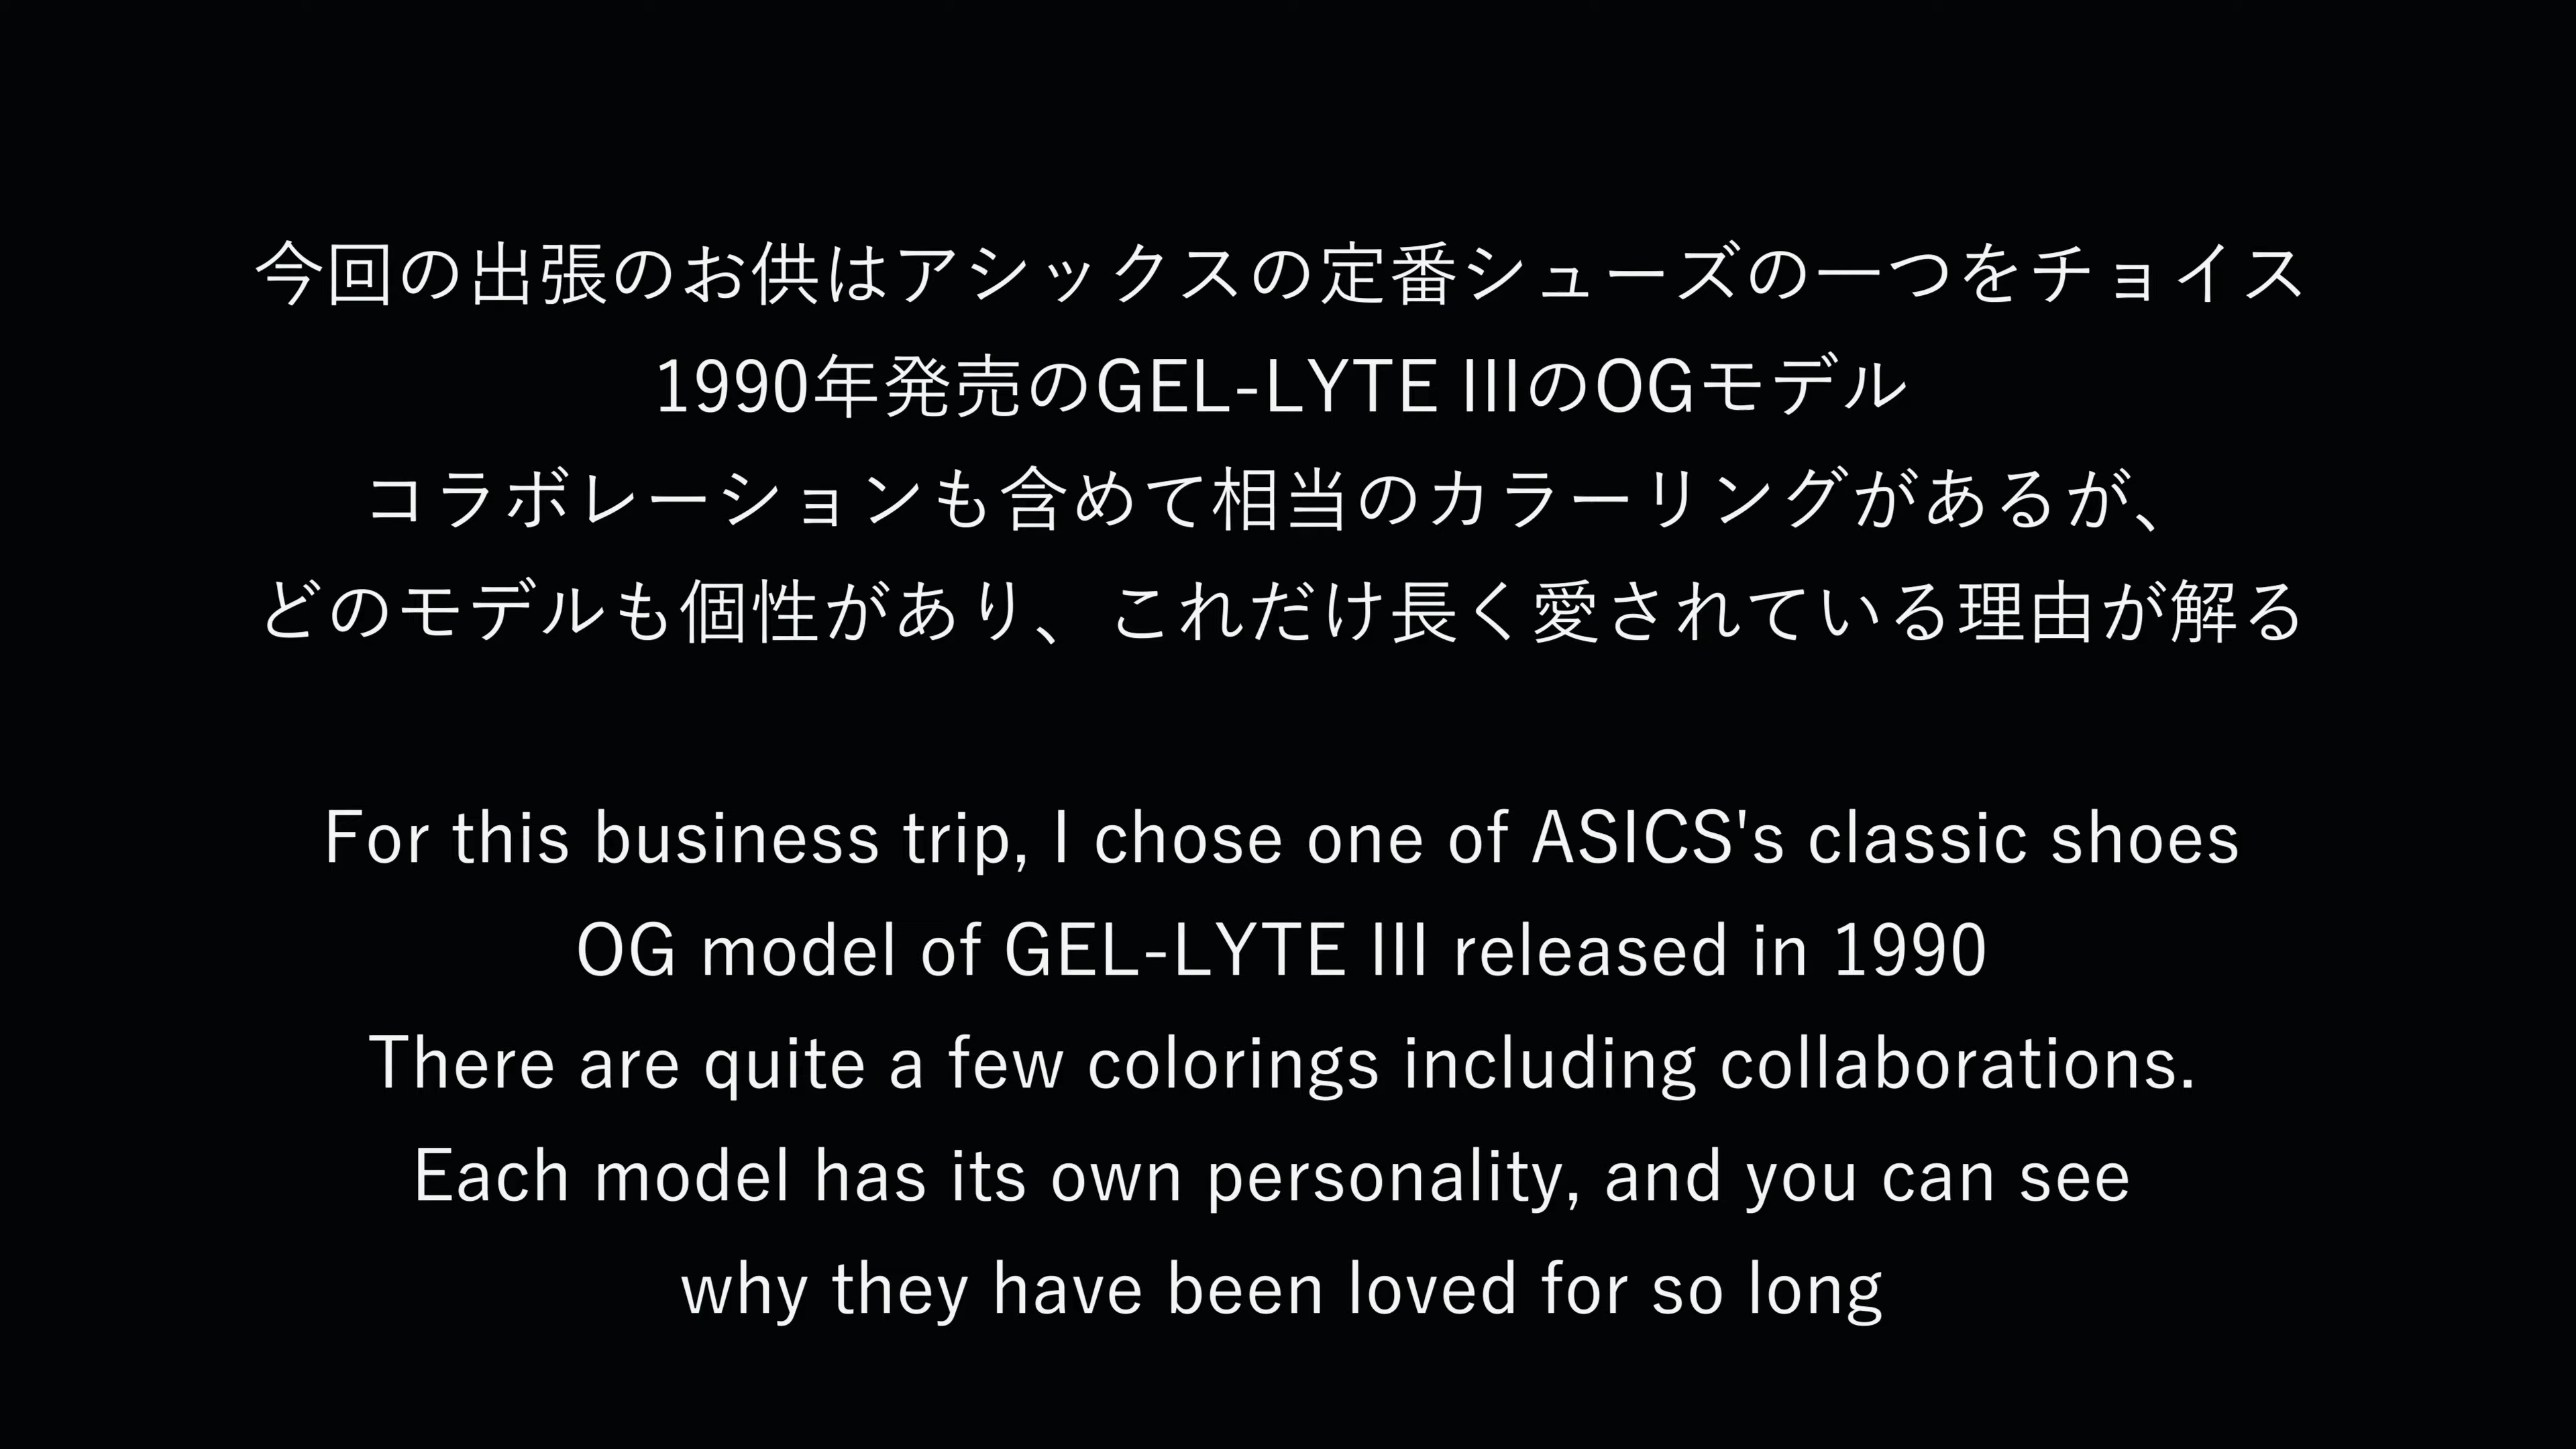 今回の出張のお供はアシックスの定番シューズの一つをチョイス
1990年発売のGEL-LYTE IIIのOGモデル
コラボレーションも含めて相当のカラーリングがあるが、
どのモデルも個性があり、これだけ長く愛されている理由が解る
For this business trip, I chose one of ASICS's classic shoes
OG model of GEL-LYTE III released in 1990
There are quite a few colorings including collaborations.
Each model has its own personality, and you can see
why they have been loved for so long